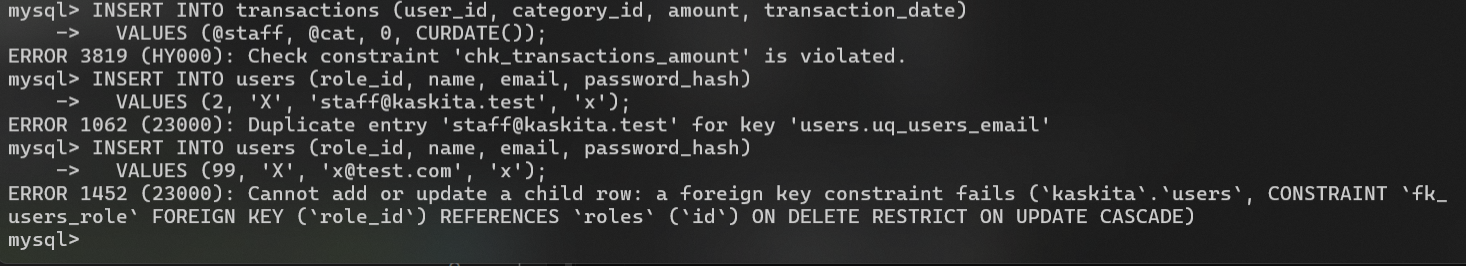 mysql> INSERT INTO transactions (user_id, category_id, amount, transaction_date)
    ->   VALUES (@staff, @cat, 0, CURDATE());
ERROR 3819 (HY000): Check constraint 'chk_transactions_amount' is violated.
mysql> INSERT INTO users (role_id, name, email, password_hash)
    ->   VALUES (2, 'X', 'staff@kaskita.test', 'x');
ERROR 1062 (23000): Duplicate entry 'staff@kaskita.test' for key 'users.uq_users_email'
mysql> INSERT INTO users (role_id, name, email, password_hash)
    ->   VALUES (99, 'X', 'x@test.com', 'x');
ERROR 1452 (23000): Cannot add or update a child row: a foreign key constraint fails (`kaskita`.`users`, CONSTRAINT `fk_
users_role` FOREIGN KEY (`role_id`) REFERENCES `roles` (`id`) ON DELETE RESTRICT ON UPDATE CASCADE)
mysql>